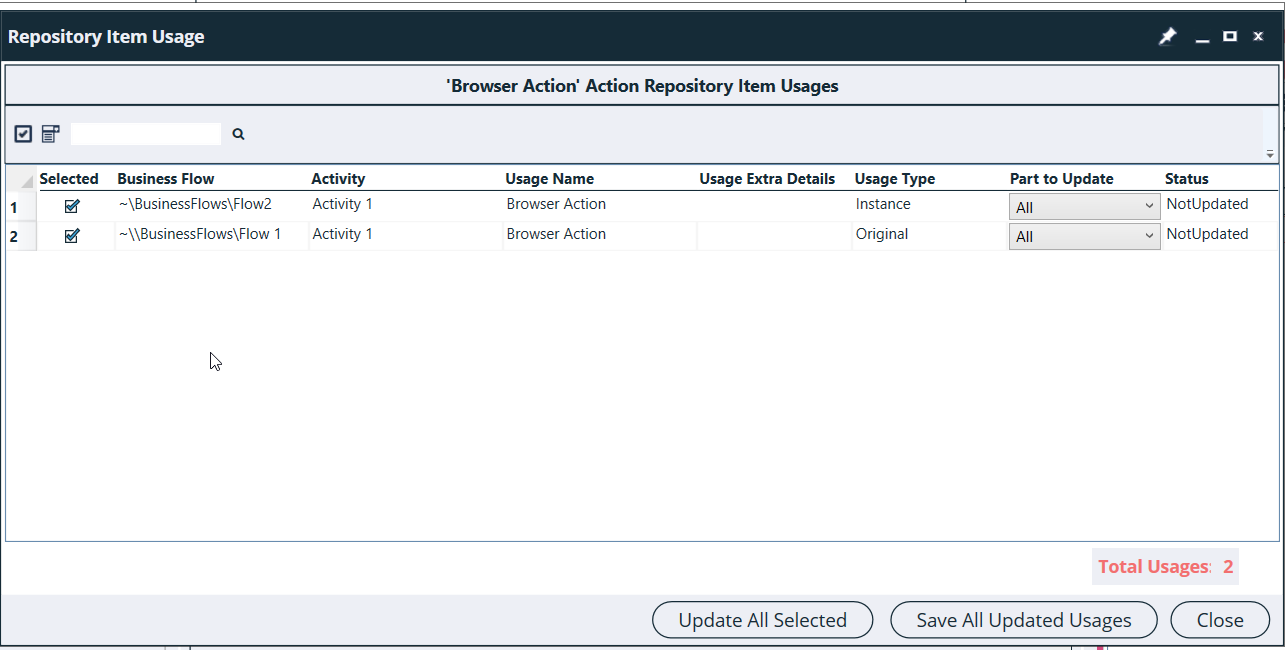 Repository Item Usage
'Browser Action' Action Repository Item Usages
Selected Business Flow Activity Usage Name Usage Extra Details Usage Type Part to Update Status
1 ~\BusinessFlows\Flow2 Activity 1 Browser Action Instance All NotUpdated
2 ~\\BusinessFlows\Flow 1 Activity 1 Browser Action Original All NotUpdated
Total Usages: 2
Update All Selected Save All Updated Usages Close